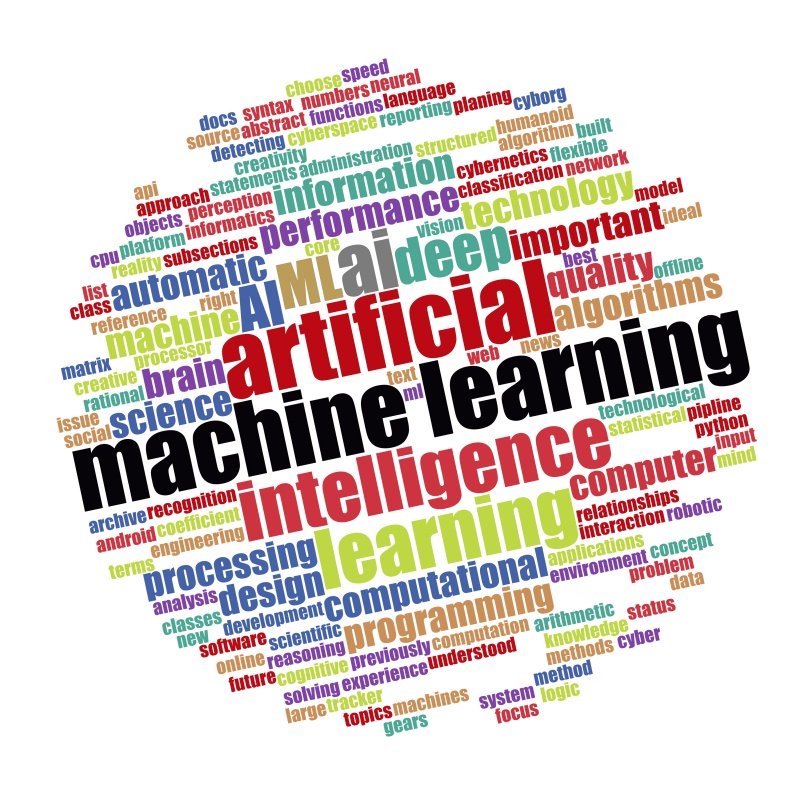 choose speed
docs syntax numbers neural
source abstract functions language
detecting cyberspace reporting planing cyborg
creativity structured humanoid
api statements administration algorithm built
approach information cybernetics flexible
objects perception performance classification network
cpu platform informatics vision technology model
reality subsections core important ideal
list automatic ML ai deep best
class right AI quality offline
reference machine artificial algorithms
matrix processor news
creative brain text web
rational science ml
issue machine learning
social technological
intelligence statistical pipline
python
archive recognition computer input
android coefficient mind
engineering learning relationships
terms processing interaction robotic
analysis design computational applications concept
classes development programming environment problem
new scientific data
software computation arithmetic status
online reasoning previously knowledge
future cognitive understood methods cyber
solving experience method
large tracker system logic
topics machines focus
gears